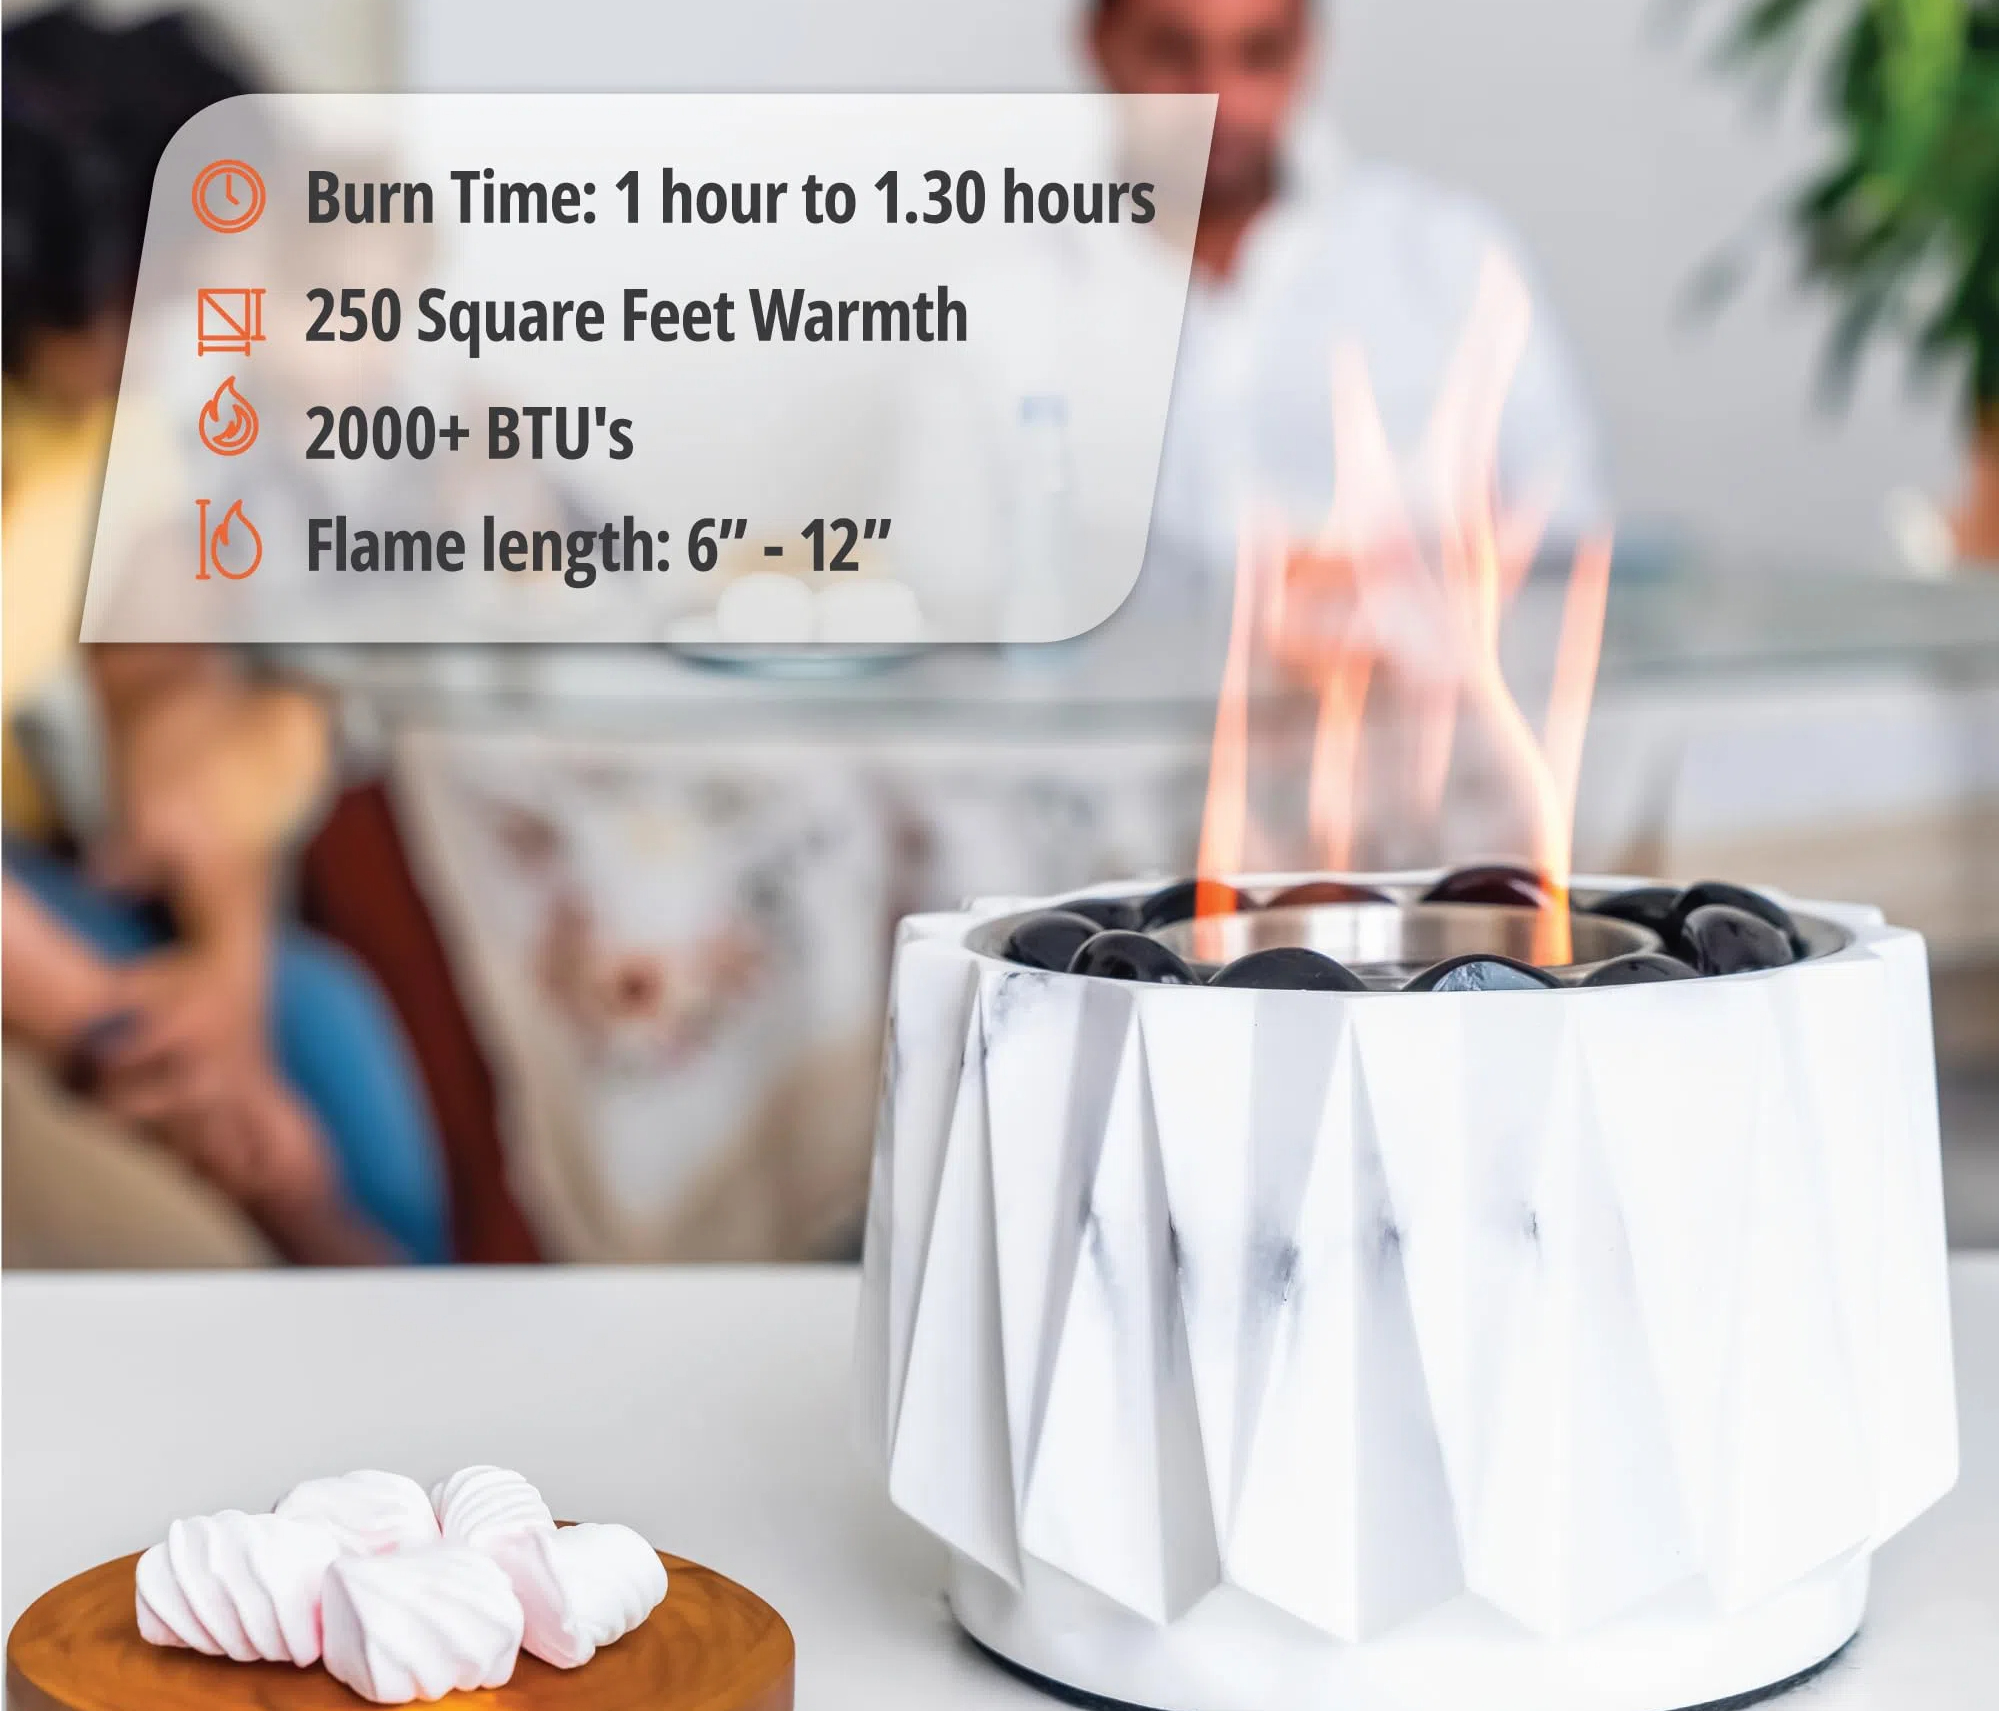 Burn Time: 1 hour to 1.30 hours
250 Square Feet Warmth
2000+ BTU's
Flame length: 6” - 12”